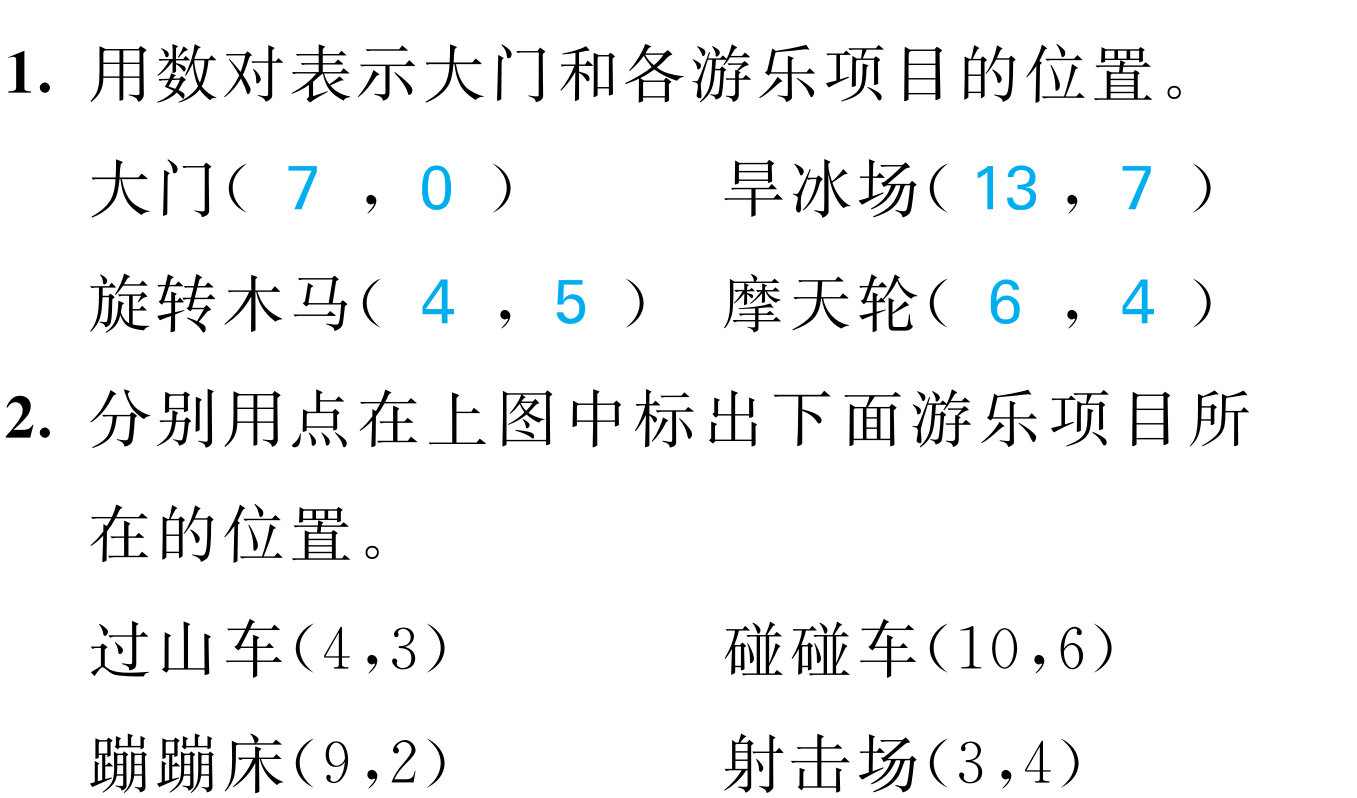 1. 用数对表示大门和各游乐项目的位置。
大门( 7 , 0 ) 旱冰场( 13 , 7 )
旋转木马( 4 , 5 ) 摩天轮( 6 , 4 )
2. 分别用点在上图中标出下面游乐项目所
在的位置。
过山车(4,3) 碰碰车(10,6)
蹦蹦床(9,2) 射击场(3,4)